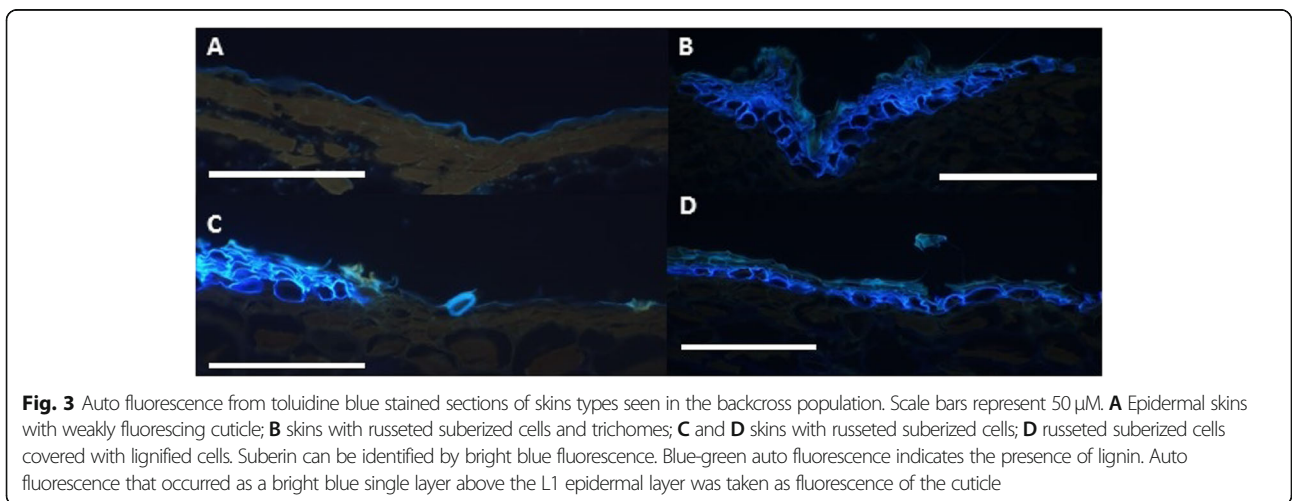 A
B
C
D
Fig. 3 Auto fluorescence from toluidine blue stained sections of skins types seen in the backcross population. Scale bars represent 50 μM. A Epidermal skins
with weakly fluorescing cuticle; B skins with russeted suberized cells and trichomes; C and D skins with russeted suberized cells; D russeted suberized cells
covered with lignified cells. Suberin can be identified by bright blue fluorescence. Blue-green auto fluorescence indicates the presence of lignin. Auto
fluorescence that occurred as a bright blue single layer above the L1 epidermal layer was taken as fluorescence of the cuticle